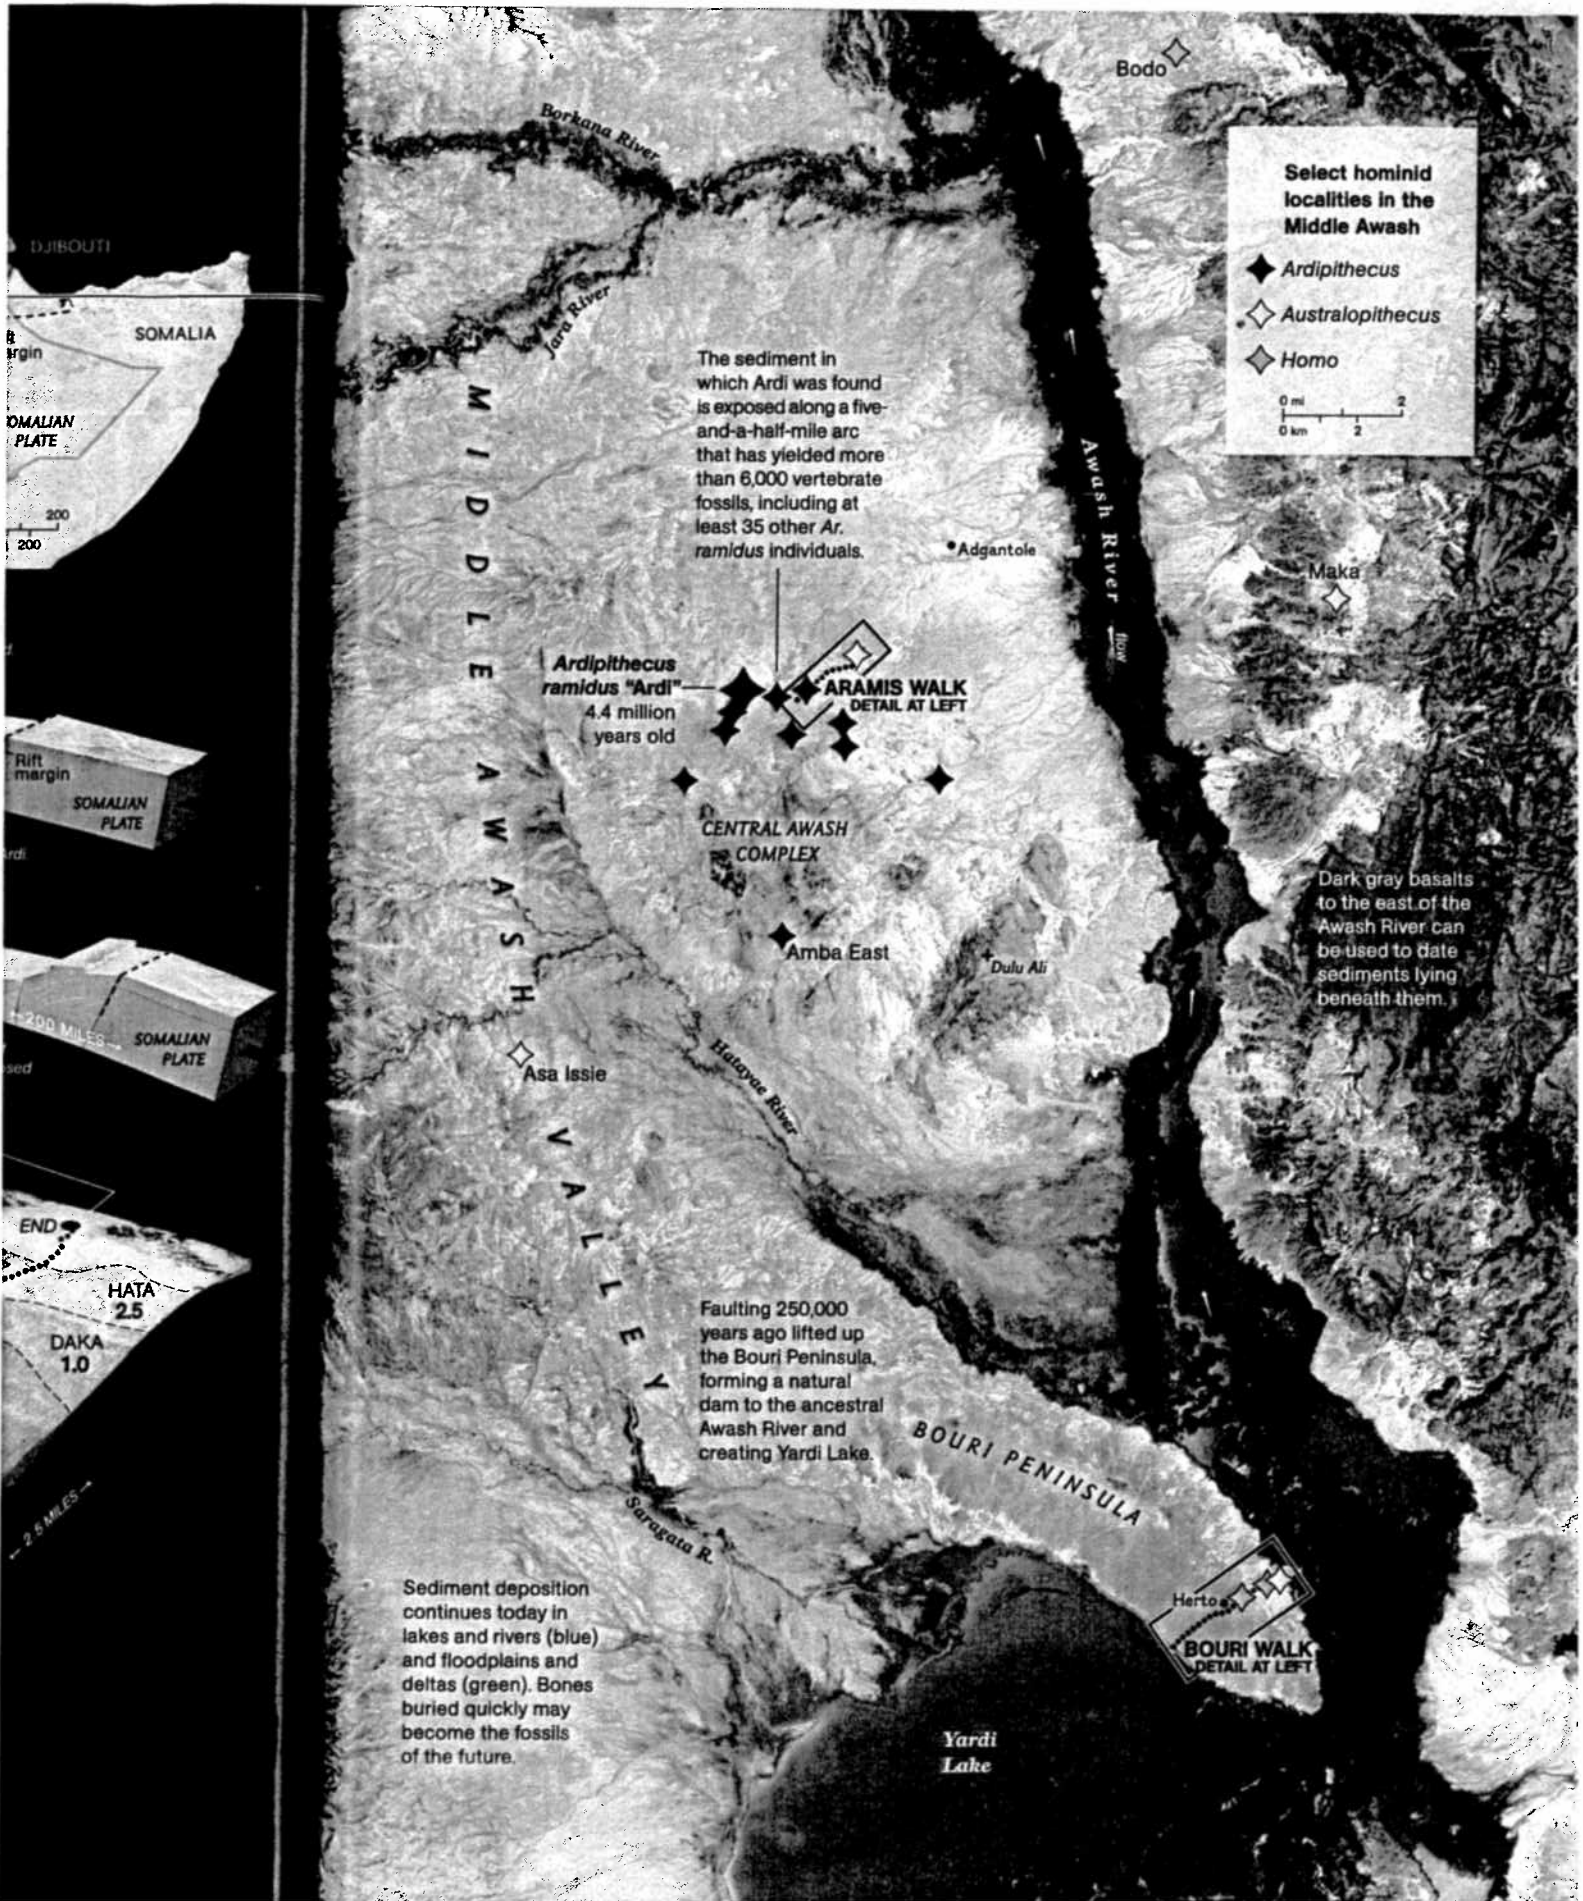 DJIBOUTI
SOMALIA
margin
SOMALIAN
PLATE
200
200
Rift
margin
SOMALIAN
PLATE
Ardi
←200 MILES→
SOMALIAN
PLATE
END
HATA
2.5
DAKA
1.0
← 2.5 MILES →
Bodo
Borkana River
Jara River
Select hominid
localities in the
Middle Awash
Ardipithecus
Australopithecus
Homo
0 mi 2
0 km 2
MIDDLE AWASH VALLEY
The sediment in
which Ardi was found
is exposed along a five-
and-a-half-mile arc
that has yielded more
than 6,000 vertebrate
fossils, including at
least 35 other Ar.
ramidus individuals.
Adgantole
Awash River
flow
Maka
Ardipithecus
ramidus "Ardi"
4.4 million
years old
ARAMIS WALK
DETAIL AT LEFT
CENTRAL AWASH
COMPLEX
Amba East
Dulu Ali
Dark gray basalts
to the east of the
Awash River can
be used to date
sediments lying
beneath them.
Asa Issie
Hatayae River
Faulting 250,000
years ago lifted up
the Bouri Peninsula,
forming a natural
dam to the ancestral
Awash River and
creating Yardi Lake.
BOURI PENINSULA
Saragata R.
Herto
BOURI WALK
DETAIL AT LEFT
Sediment deposition
continues today in
lakes and rivers (blue)
and floodplains and
deltas (green). Bones
buried quickly may
become the fossils
of the future.
Yardi
Lake